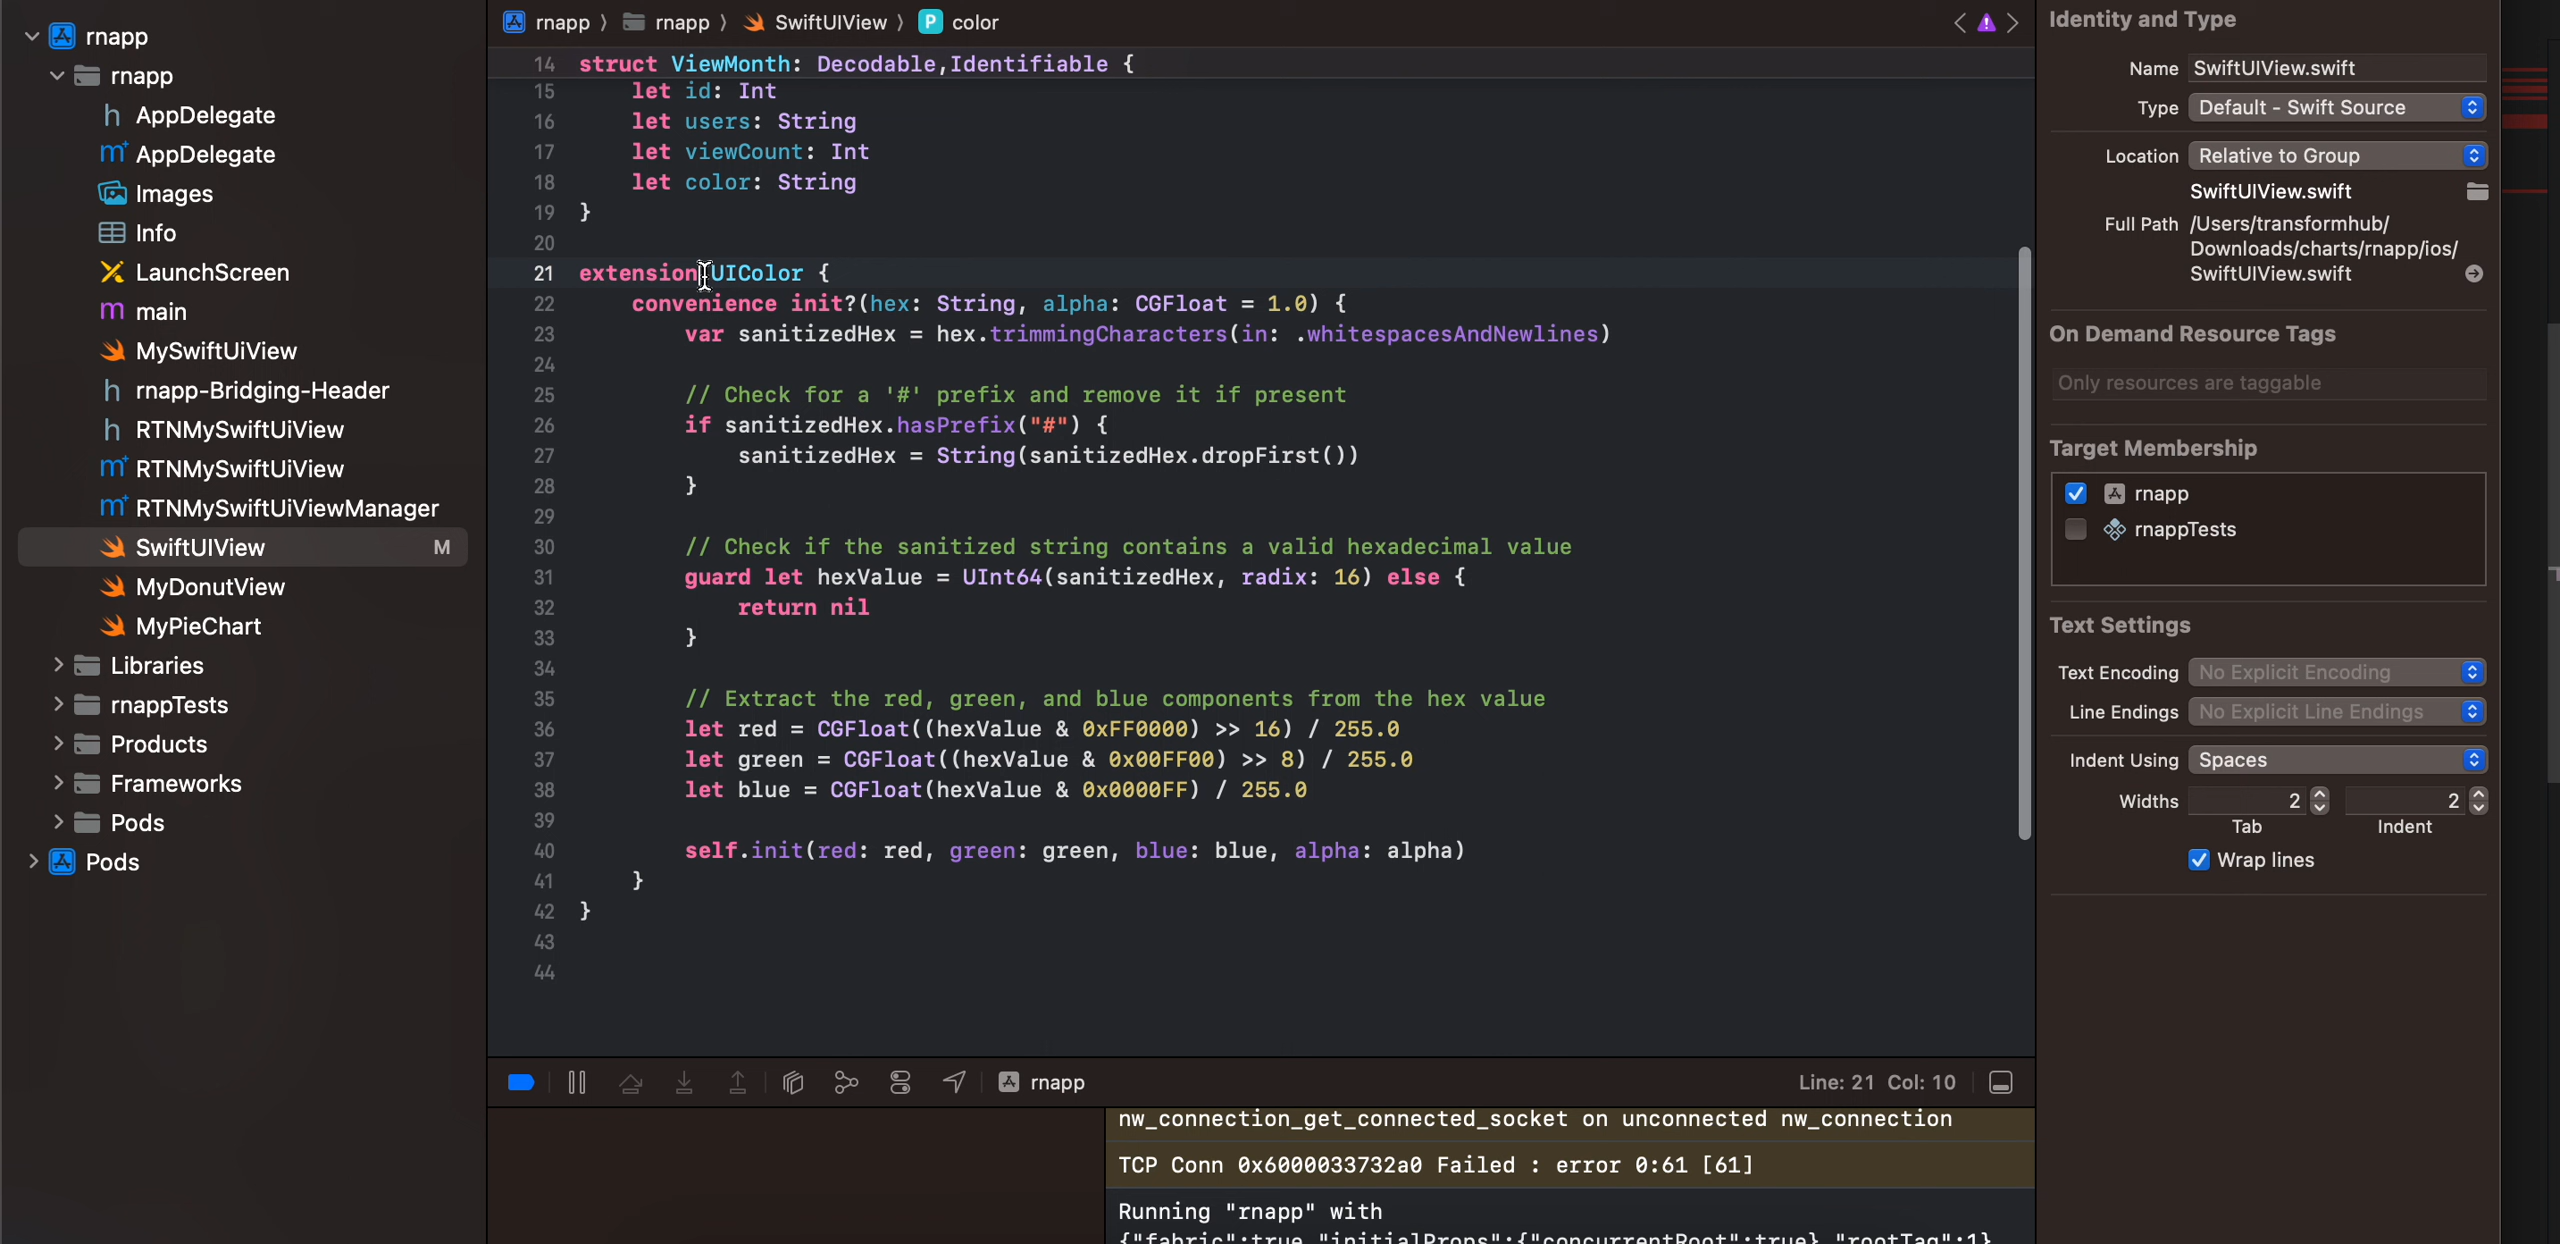 rnapp
rnapp
AppDelegate
AppDelegate
Images
Info
LaunchScreen
main
MySwiftUiView
rnapp-Bridging-Header
RTNMySwiftUiView
RTNMySwiftUiView
RTNMySwiftUiViewManager
SwiftUIView M
MyDonutView
MyPieChart
Libraries
rnappTests
Products
Frameworks
Pods
Pods
rnapp 〉 rnapp 〉 SwiftUIView 〉 P color
14 struct ViewMonth: Decodable,Identifiable {
15     let id: Int
16     let users: String
17     let viewCount: Int
18     let color: String
19 }
20
21 extension UIColor {
22     convenience init?(hex: String, alpha: CGFloat = 1.0) {
23         var sanitizedHex = hex.trimmingCharacters(in: .whitespacesAndNewlines)
24
25         // Check for a '#' prefix and remove it if present
26         if sanitizedHex.hasPrefix("#") {
27             sanitizedHex = String(sanitizedHex.dropFirst())
28         }
29
30         // Check if the sanitized string contains a valid hexadecimal value
31         guard let hexValue = UInt64(sanitizedHex, radix: 16) else {
32             return nil
33         }
34
35         // Extract the red, green, and blue components from the hex value
36         let red = CGFloat((hexValue & 0xFF0000) >> 16) / 255.0
37         let green = CGFloat((hexValue & 0x00FF00) >> 8) / 255.0
38         let blue = CGFloat(hexValue & 0x0000FF) / 255.0
39
40         self.init(red: red, green: green, blue: blue, alpha: alpha)
41     }
42 }
43
44
rnapp
Line: 21 Col: 10
nw_connection_get_connected_socket on unconnected nw_connection
TCP Conn 0x6000033732a0 Failed : error 0:61 [61]
Running "rnapp" with
{"fabric":true,"initialProps":{"concurrentRoot":true},"rootTag":1}
Identity and Type
Name SwiftUIView.swift
Type Default - Swift Source
Location Relative to Group
SwiftUIView.swift
Full Path /Users/transformhub/
Downloads/charts/rnapp/ios/
SwiftUIView.swift
On Demand Resource Tags
Only resources are taggable
Target Membership
rnapp
rnappTests
Text Settings
Text Encoding No Explicit Encoding
Line Endings No Explicit Line Endings
Indent Using Spaces
Widths 2 2
Tab Indent
Wrap lines